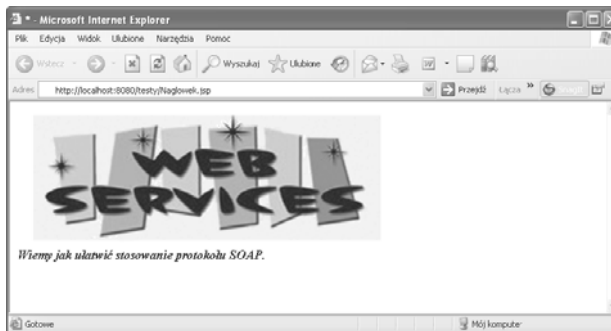 * - Microsoft Internet Explorer
Plik Edycja Widok Ulubione Narzędzia Pomoc
Wstecz Wyszukaj Ulubione
Adres http://localhost:8080/testy/Naglowek.jsp Przejdź Łącza » SnagIt
WEB
SERVICES
Wiemy jak ułatwić stosowanie protokołu SOAP.
Gotowe Mój komputer